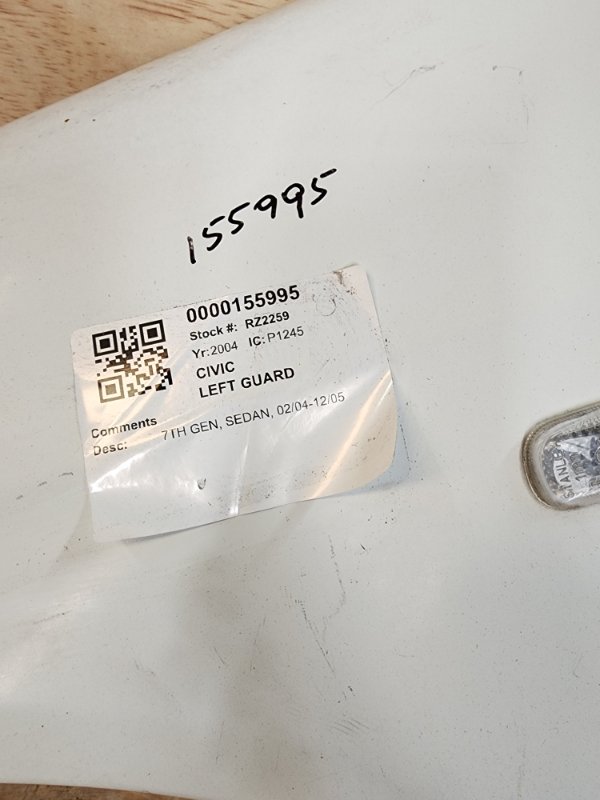 155995
0000155995
Stock #: RZ2259
Yr:2004 IC:P1245
CIVIC
LEFT GUARD
Comments
Desc: 7TH GEN, SEDAN, 02/04-12/05